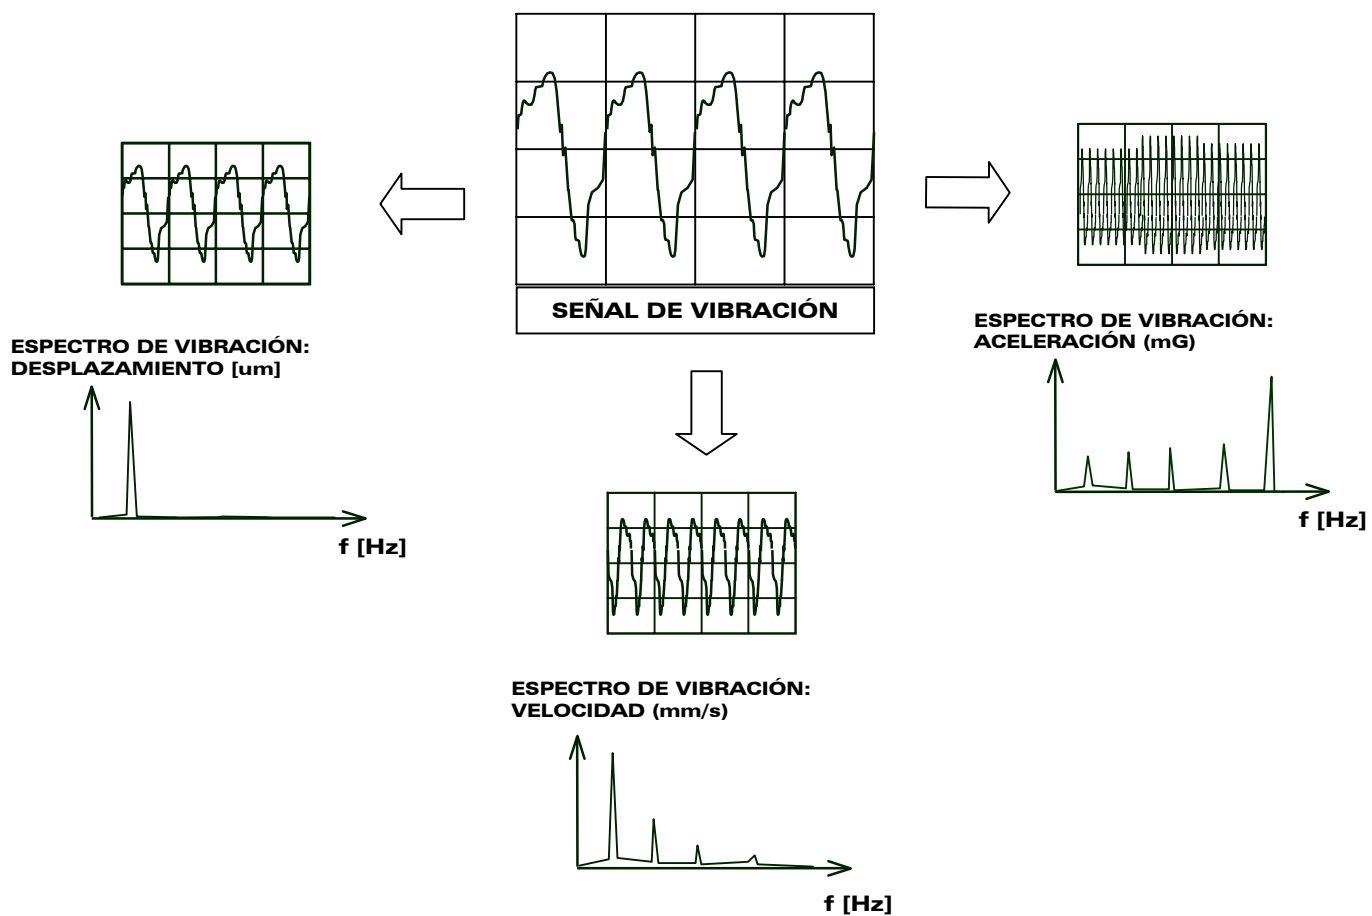 SEÑAL DE VIBRACIÓN
ESPECTRO DE VIBRACIÓN:
DESPLAZAMIENTO [um]
f [Hz]
ESPECTRO DE VIBRACIÓN:
ACELERACIÓN (mG)
f [Hz]
ESPECTRO DE VIBRACIÓN:
VELOCIDAD (mm/s)
f [Hz]